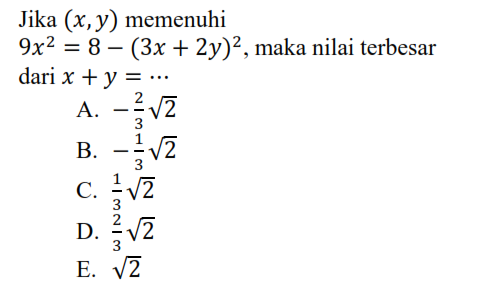 Jika (x, y) memenuhi
9x² = 8 – (3x + 2y)², maka nilai terbesar
dari x + y = ⋯
A. −2/3√2
B. −1/3√2
C. 1/3√2
D. 2/3√2
E. √2